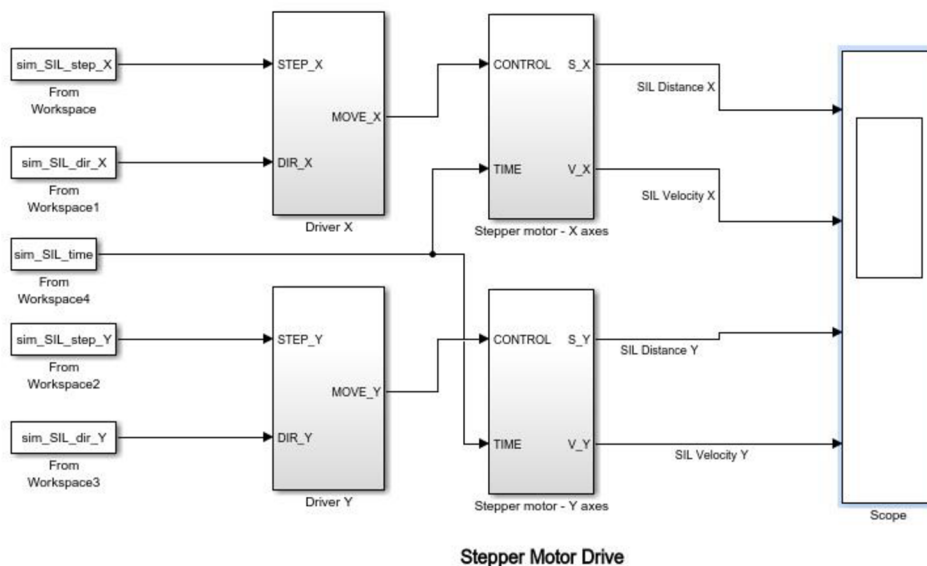 sim_SIL_step_X
From
Workspace
STEP_X
MOVE_X
DIR_X
Driver X
CONTROL
S_X
TIME
V_X
Stepper motor - X axes
SIL Distance X
SIL Velocity X
sim_SIL_dir_X
From
Workspace1
sim_SIL_time
From
Workspace4
sim_SIL_step_Y
From
Workspace2
STEP_Y
MOVE_Y
DIR_Y
Driver Y
CONTROL
S_Y
TIME
V_Y
Stepper motor - Y axes
SIL Distance Y
SIL Velocity Y
sim_SIL_dir_Y
From
Workspace3
Scope
Stepper Motor Drive